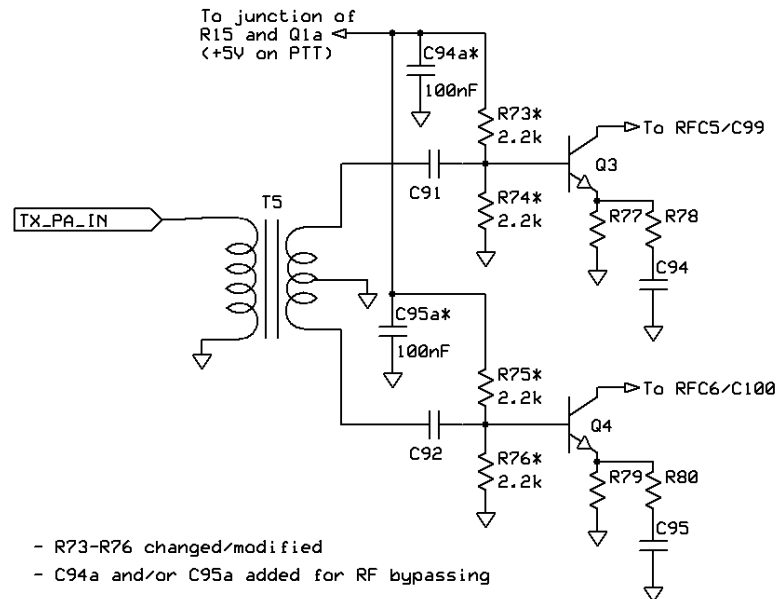 To junction of
R15 and Q1a
(+5V on PTT)
C94a*
100nF
R73*
2.2k
To RFC5/C99
Q3
C91
R74*
2.2k
R77
R78
C94
T5
TX_PA_IN
C95a*
100nF
R75*
2.2k
To RFC6/C100
Q4
C92
R76*
2.2k
R79
R80
C95
- R73-R76 changed/modified
- C94a and/or C95a added for RF bypassing